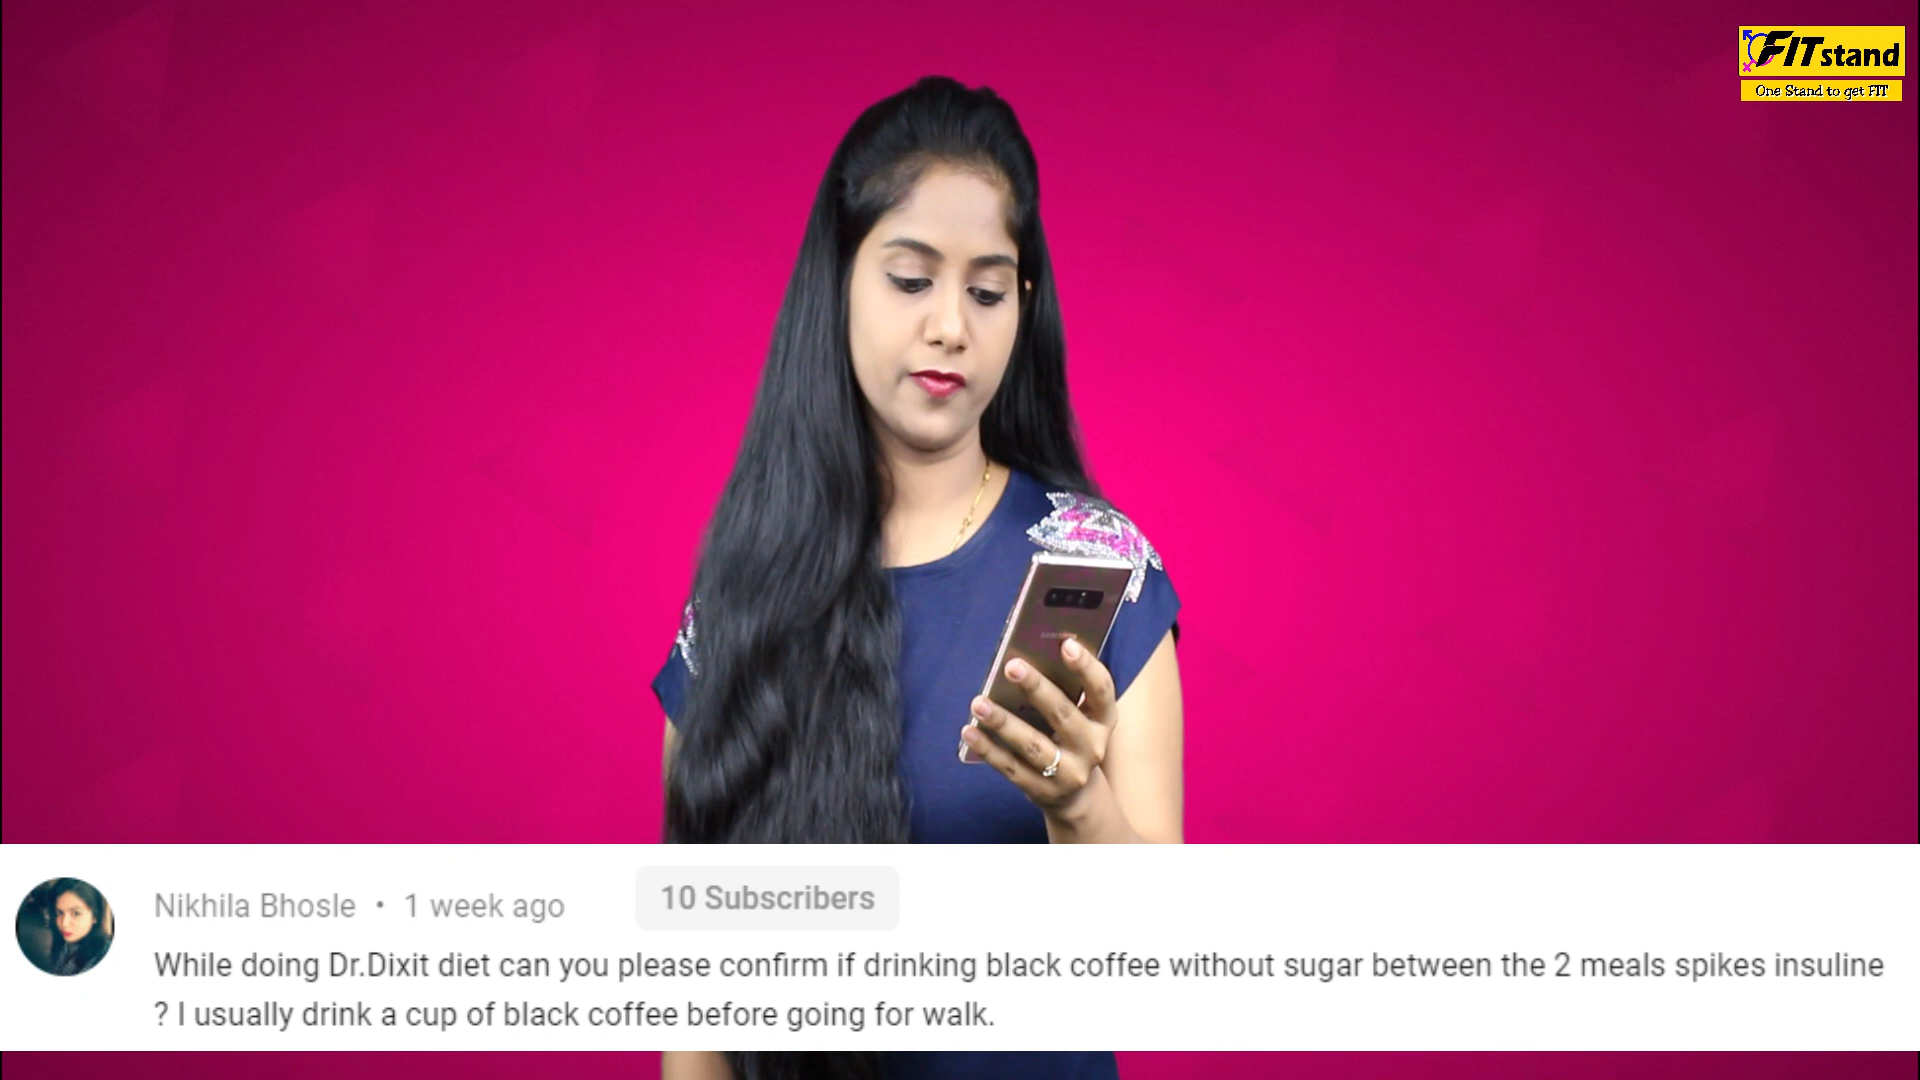 FITstand
One Stand to get FIT
SAMSUNG
Nikhila Bhosle • 1 week ago
10 Subscribers
While doing Dr.Dixit diet can you please confirm if drinking black coffee without sugar between the 2 meals spikes insuline
? I usually drink a cup of black coffee before going for walk.